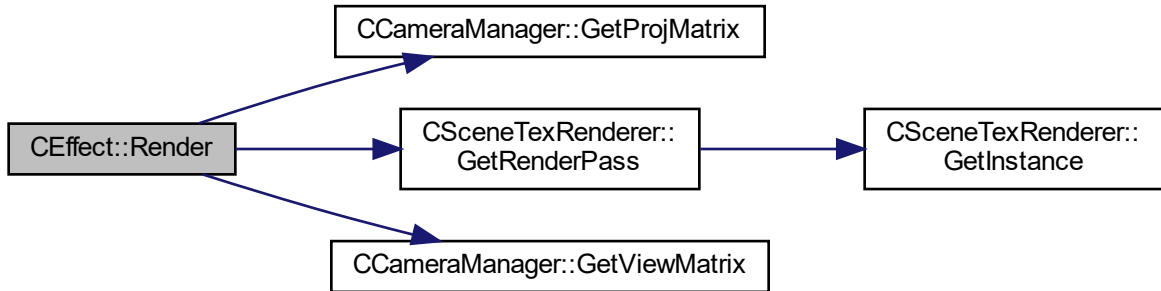 CEffect::Render
CCameraManager::GetProjMatrix
CSceneTexRenderer::
GetRenderPass
CSceneTexRenderer::
GetInstance
CCameraManager::GetViewMatrix